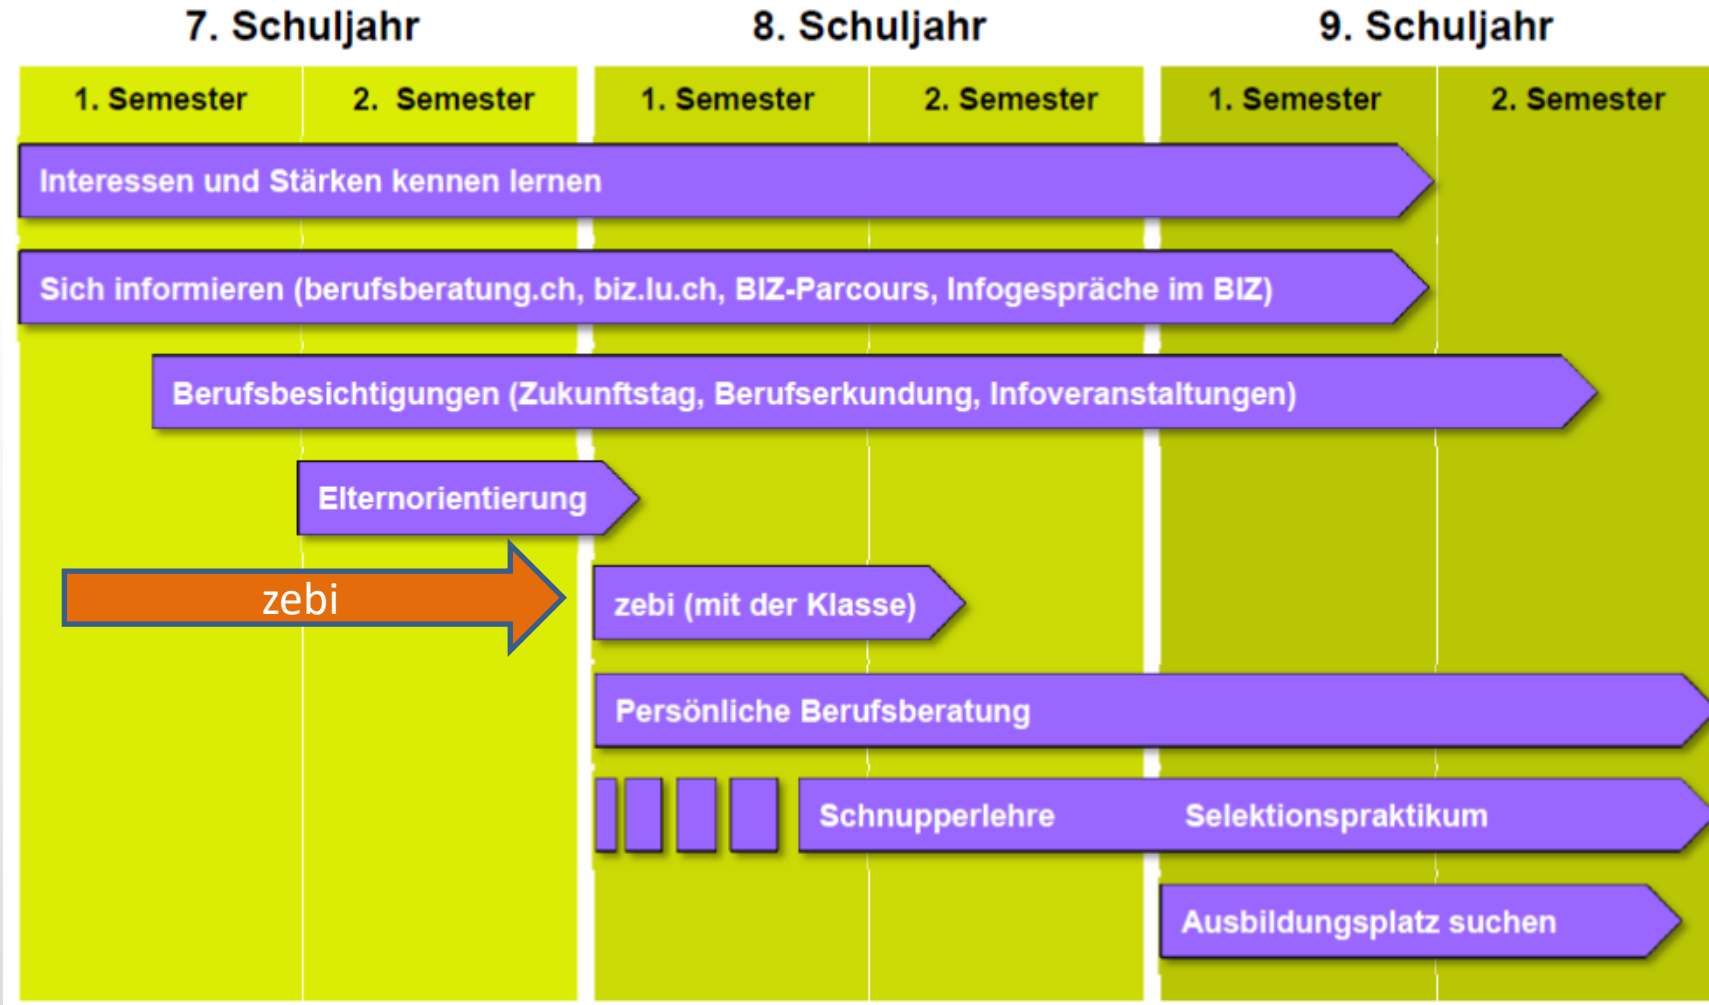 7. Schuljahr 8. Schuljahr 9. Schuljahr
1. Semester 2. Semester 1. Semester 2. Semester 1. Semester 2. Semester
Interessen und Stärken kennen lernen
Sich informieren (berufsberatung.ch, biz.lu.ch, BIZ-Parcours, Infogespräche im BIZ)
Berufsbesichtigungen (Zukunftstag, Berufserkundung, Infoveranstaltungen)
Elternorientierung
zebi zebi (mit der Klasse)
Persönliche Berufsberatung
Schnupperlehre Selektionspraktikum
Ausbildungsplatz suchen